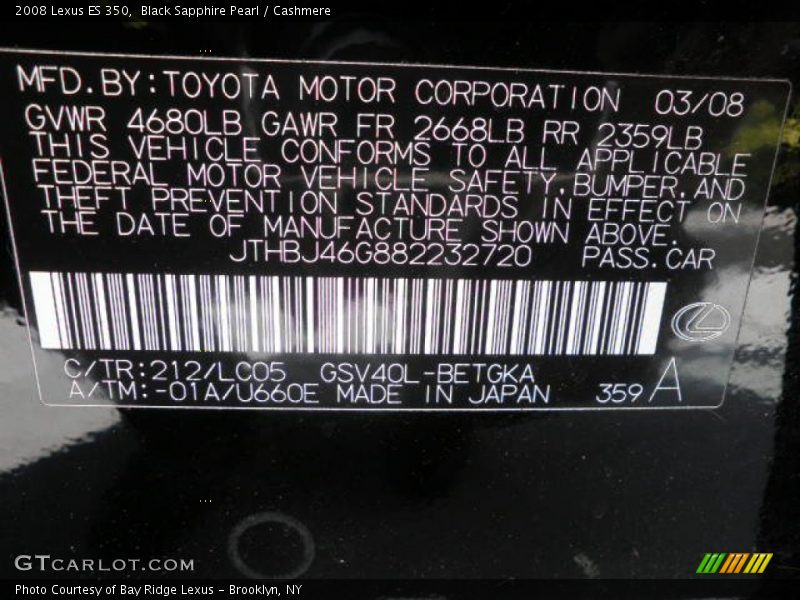 2008 Lexus ES 350,  Black Sapphire Pearl / Cashmere
MFD.BY:TOYOTA MOTOR CORPORATION 03/08
GVWR 4680LB GAWR FR 2668LB RR 2359LB
THIS VEHICLE CONFORMS TO ALL APPLICABLE
FEDERAL MOTOR VEHICLE SAFETY,BUMPER,AND
THEFT PREVENTION STANDARDS IN EFFECT ON
THE DATE OF MANUFACTURE SHOWN ABOVE.
JTHBJ46G882232720 PASS.CAR
C/TR:212/LC05 GSV40L-BETGKA
A/TM:-01A/U660E MADE IN JAPAN 359 A
GTCARLOT.COM
Photo Courtesy of Bay Ridge Lexus - Brooklyn, NY